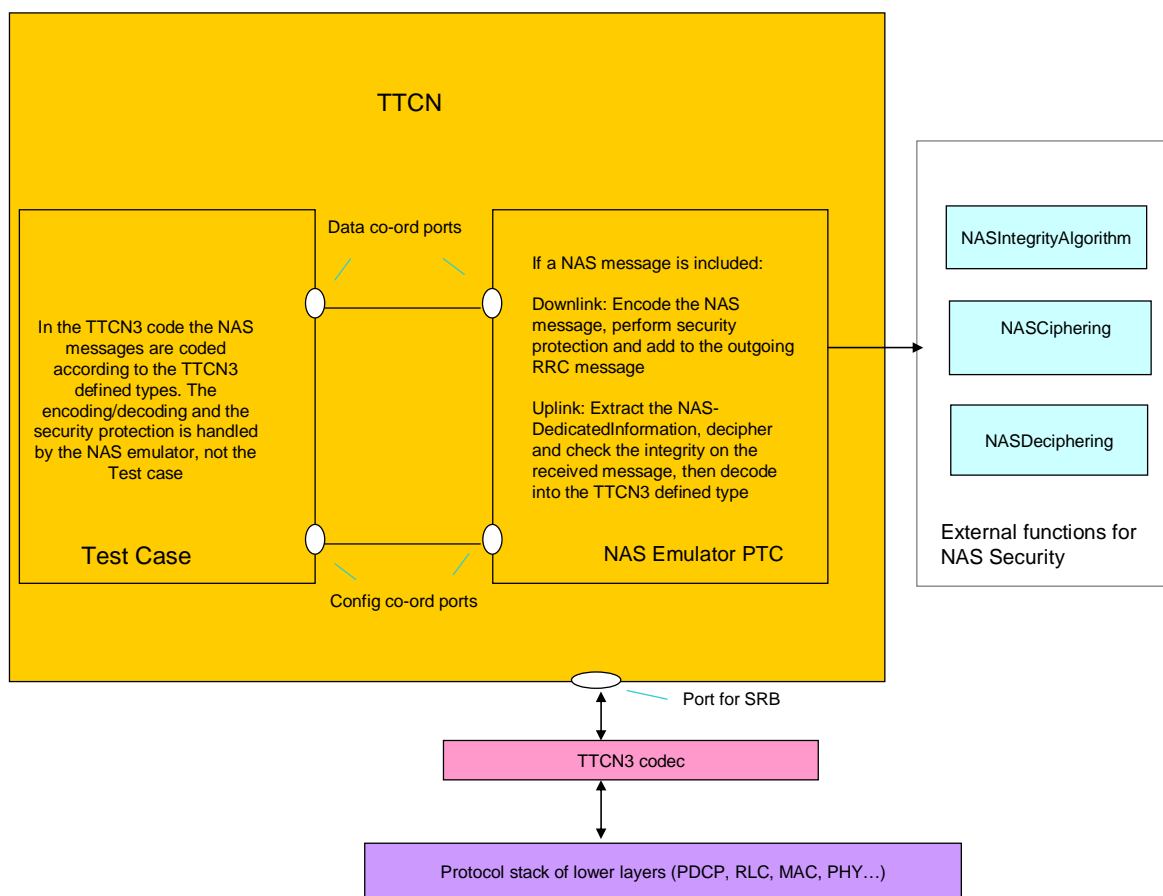 TTCN
Data co-ord ports
In the TTCN3 code the NAS
messages are coded
according to the TTCN3
defined types. The
encoding/decoding and the
security protection is handled
by the NAS emulator, not the
Test case
Test Case
If a NAS message is included:
Downlink: Encode the NAS
message, perform security
protection and add to the outgoing
RRC message
Uplink: Extract the NAS-
DedicatedInformation, decipher
and check the integrity on the
received message, then decode
into the TTCN3 defined type
NAS Emulator PTC
Config co-ord ports
NASIntegrityAlgorithm
NASCiphering
NASDeciphering
External functions for
NAS Security
Port for SRB
TTCN3 codec
Protocol stack of lower layers (PDCP, RLC, MAC, PHY…)